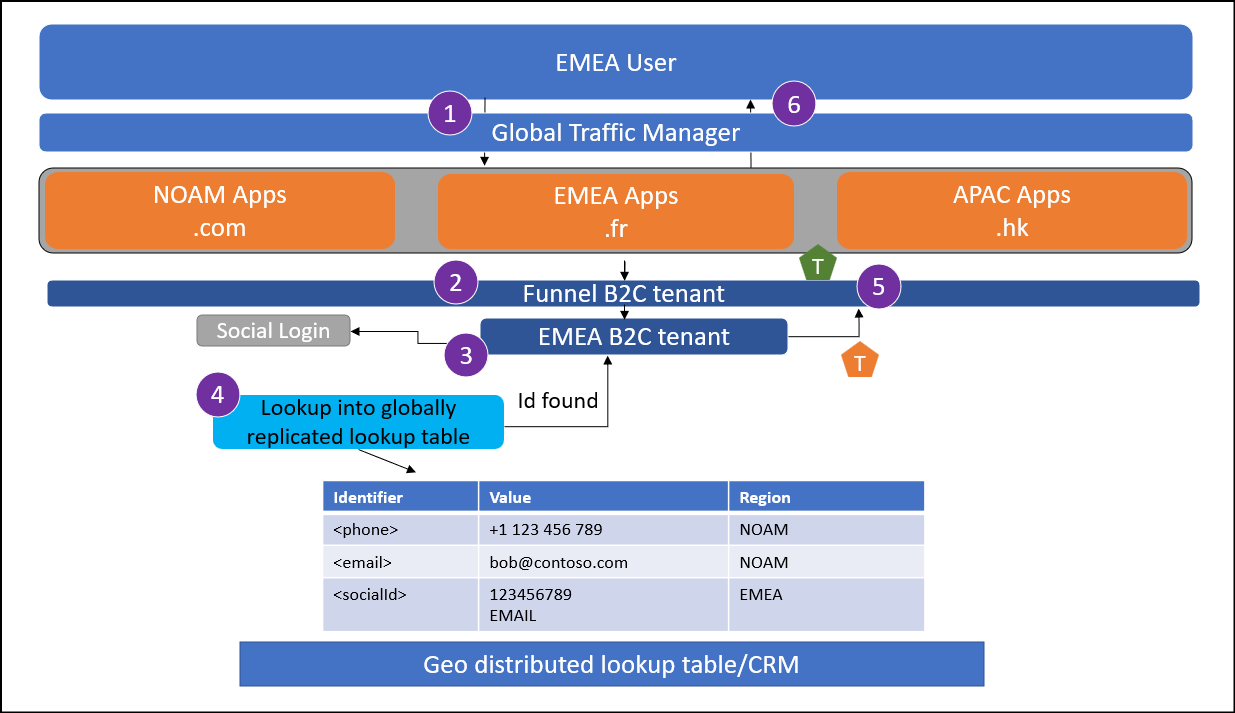 EMEA User
1
6
Global Traffic Manager
NOAM Apps
.com
EMEA Apps
.fr
APAC Apps
.hk
T
2
5
Funnel B2C tenant
Social Login
EMEA B2C tenant
3
T
4
Lookup into globally
replicated lookup table
Id found
Identifier Value Region
<phone> +1 123 456 789 NOAM
<email> bob@contoso.com NOAM
<socialId> 123456789 EMEA
EMAIL
Geo distributed lookup table/CRM